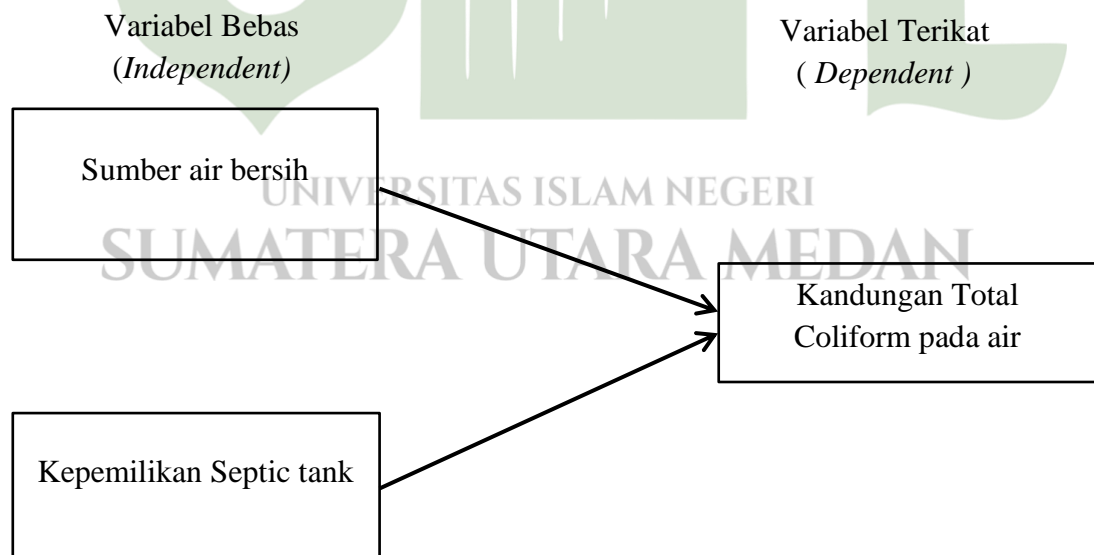 Variabel Bebas
(Independent)
Variabel Terikat
( Dependent )
Sumber air bersih
UNIVERSITAS ISLAM NEGERI
SUMATERA UTARA MEDAN
Kandungan Total
Coliform pada air
Kepemilikan Septic tank